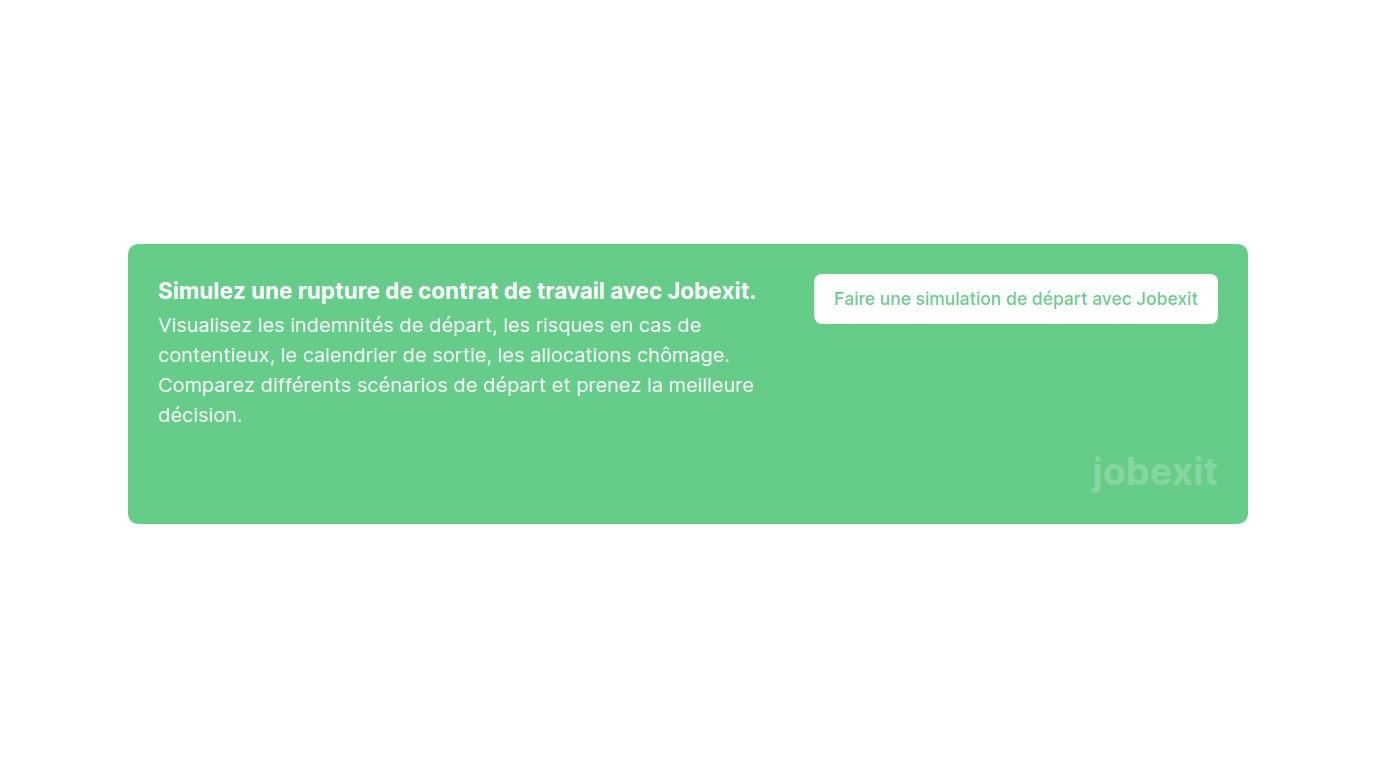 Simulez une rupture de contrat de travail avec Jobexit.
Visualisez les indemnités de départ, les risques en cas de
contentieux, le calendrier de sortie, les allocations chômage.
Comparez différents scénarios de départ et prenez la meilleure
décision.
Faire une simulation de départ avec Jobexit
jobexit